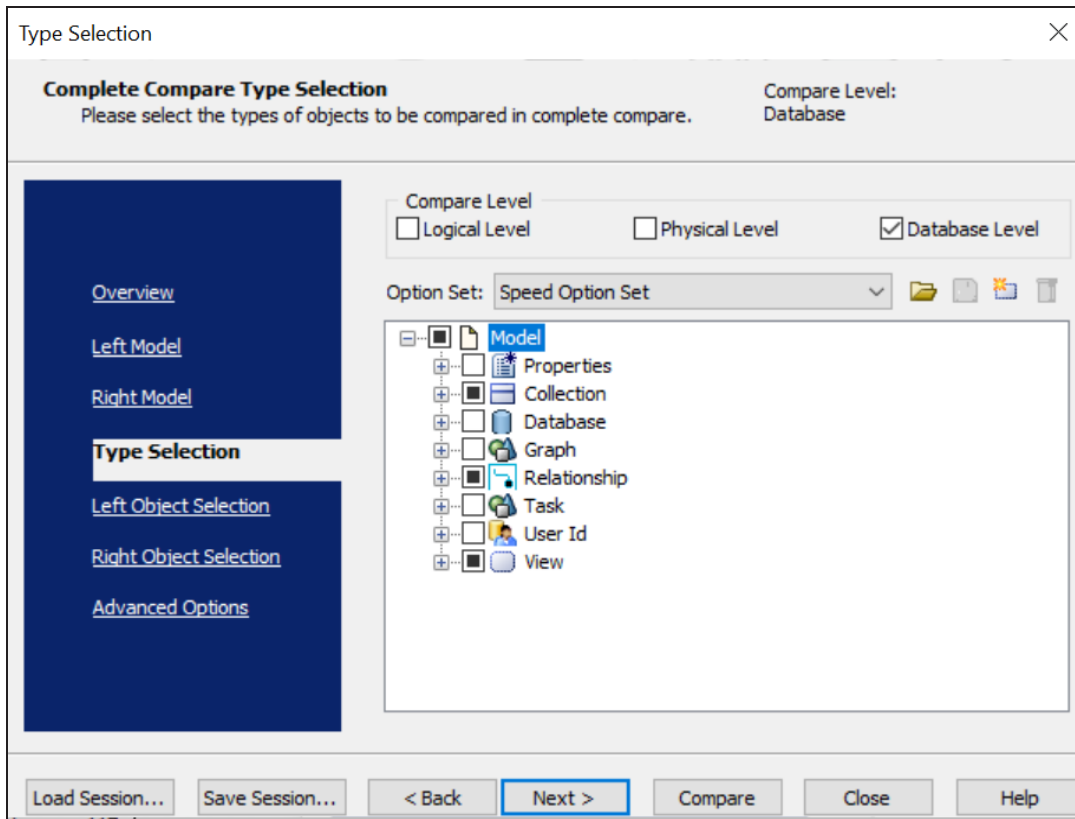 Type Selection
Complete Compare Type Selection
Please select the types of objects to be compared in complete compare.
Compare Level:
Database
Overview
Left Model
Right Model
Type Selection
Left Object Selection
Right Object Selection
Advanced Options
Compare Level
Logical Level
Physical Level
Database Level
Option Set: Speed Option Set
Model
Properties
Collection
Database
Graph
Relationship
Task
User Id
View
Load Session... Save Session... < Back Next > Compare Close Help